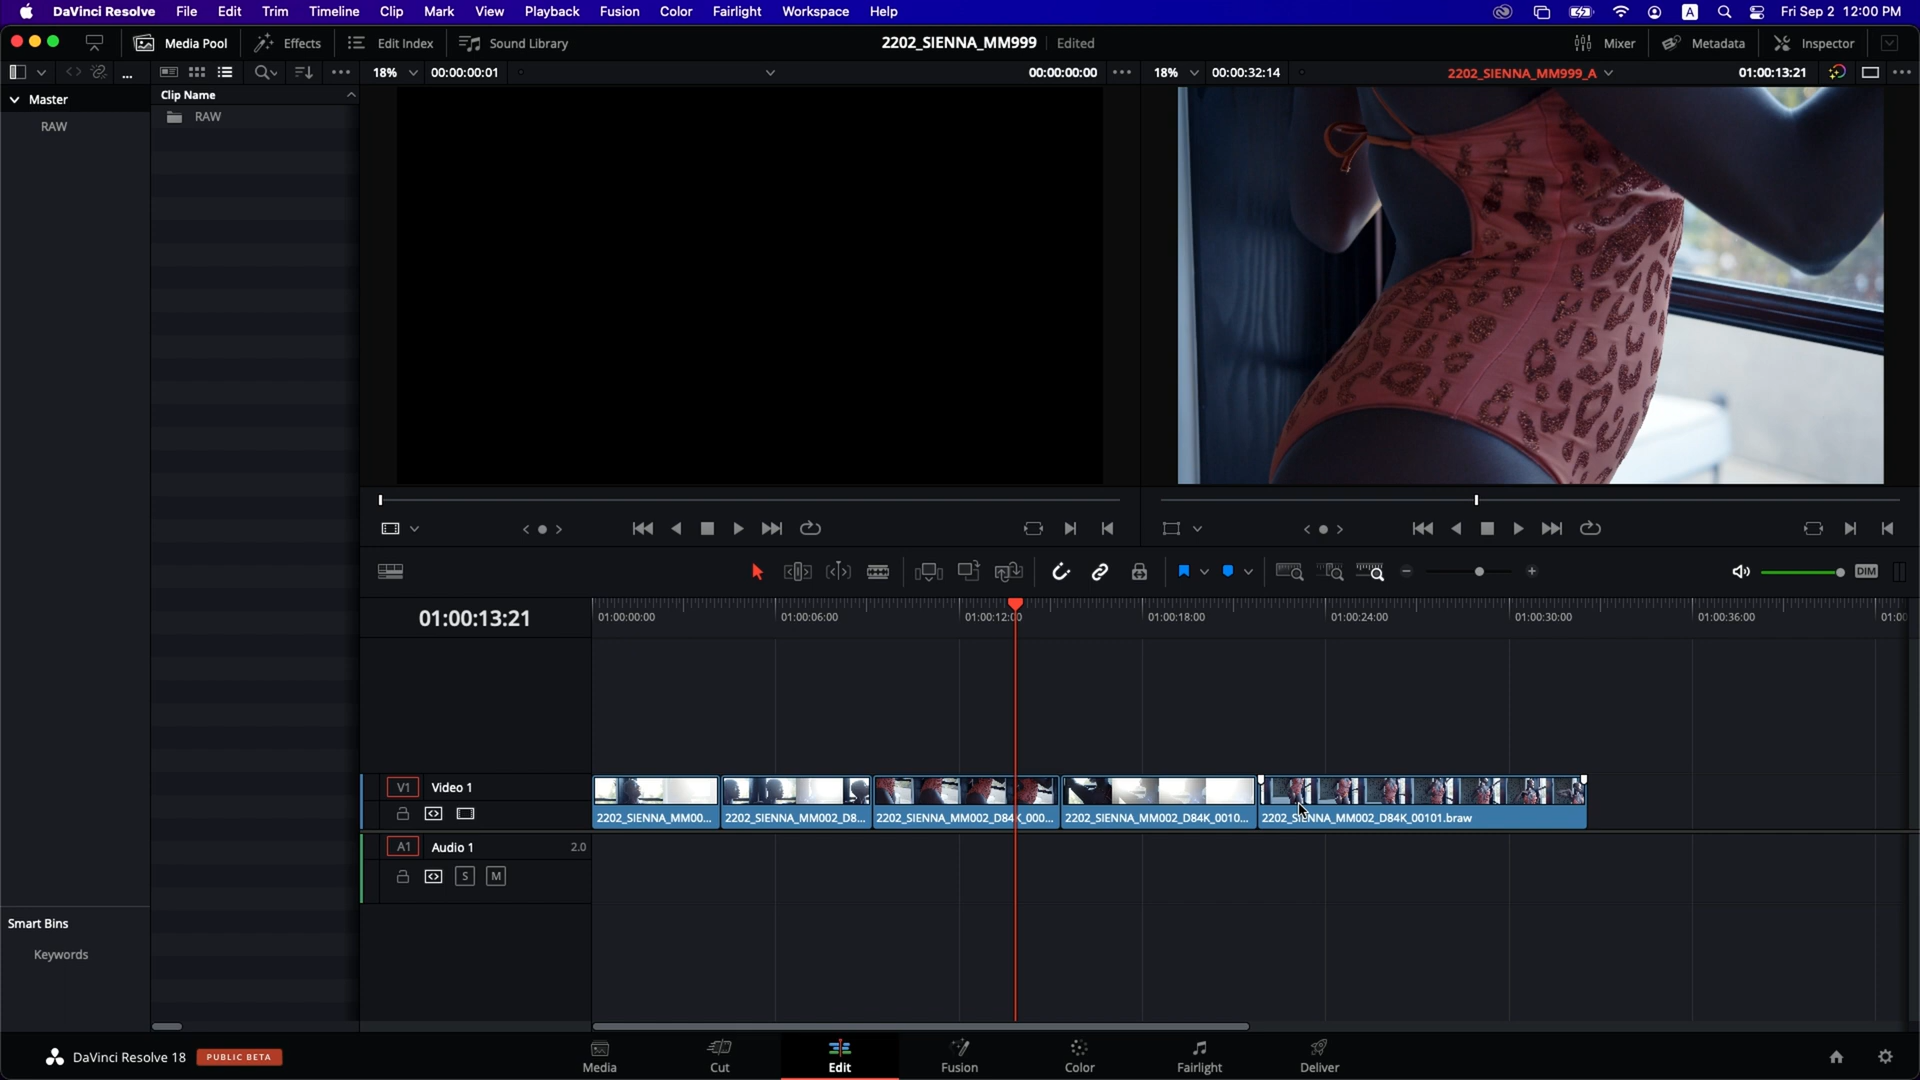 DaVinci Resolve File Edit Trim Timeline Clip Mark View Playback Fusion Color Fairlight Workspace Help A Fri Sep 2 12:00 PM
Media Pool Effects Edit Index Sound Library 2202_SIENNA_MM999 Edited Mixer Metadata Inspector
... 18% 00:00:00:01 00:00:00:00 18% 00:00:32:14 2202_SIENNA_MM999_A 01:00:13:21
Master
RAW
Clip Name
RAW
DIM
01:00:13:21
01:00:00:00 01:00:06:00 01:00:12:00 01:00:18:00 01:00:24:00 01:00:30:00 01:00:36:00 01:00
V1 Video 1
2202_SIENNA_MM00... 2202_SIENNA_MM002_D8... 2202_SIENNA_MM002_D84K_000... 2202_SIENNA_MM002_D84K_0010... 2202_SIENNA_MM002_D84K_00101.braw
A1 Audio 1 2.0
S M
Smart Bins
Keywords
DaVinci Resolve 18 PUBLIC BETA
Media Cut Edit Fusion Color Fairlight Deliver